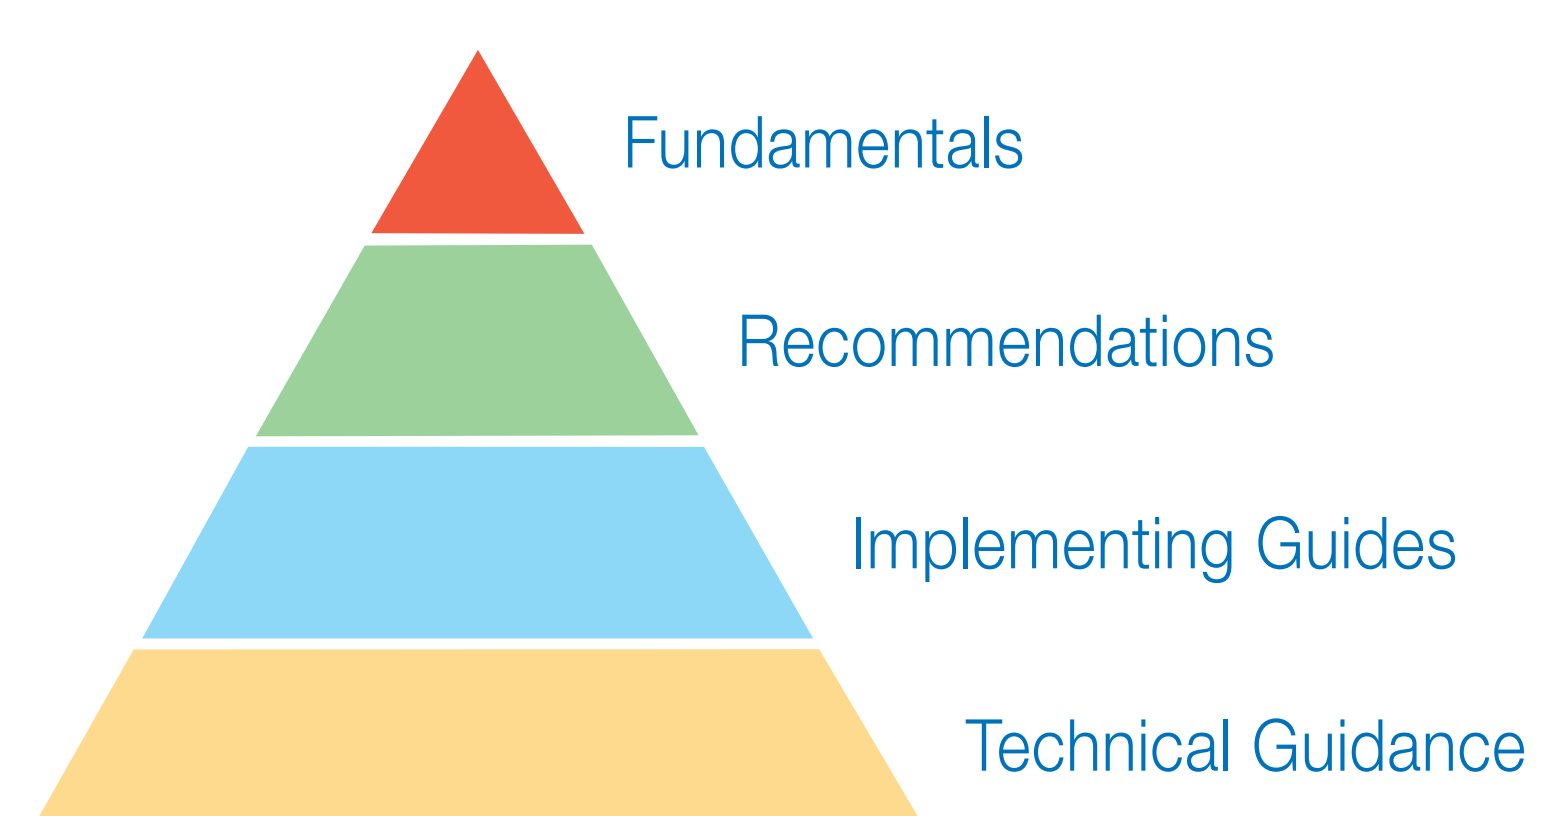 Fundamentals
Recommendations
Implementing Guides
Technical Guidance